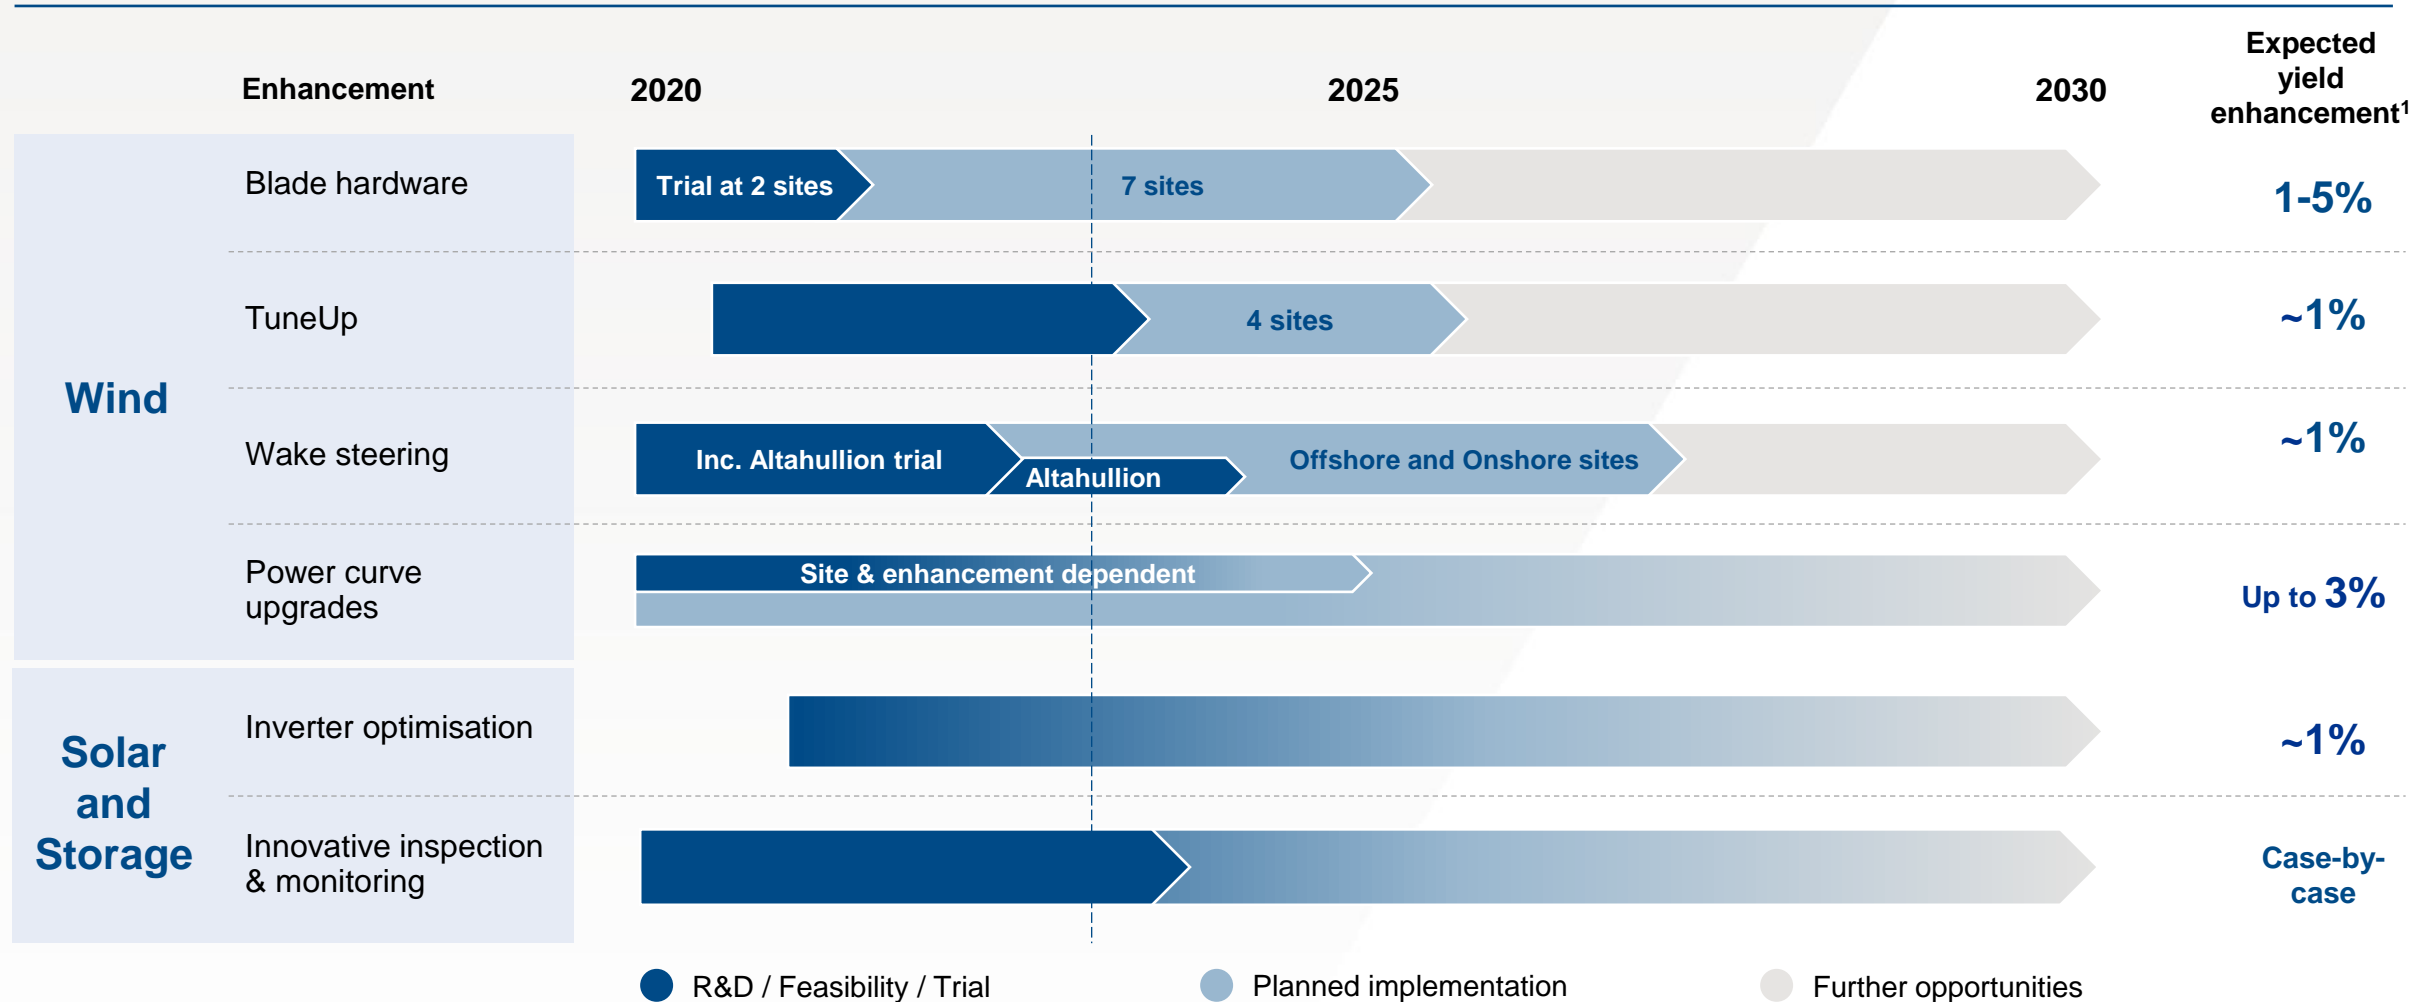 Enhancement
2020
2025
2030
Expected
yield
enhancement¹
Wind
Blade hardware
Trial at 2 sites
7 sites
1-5%
TuneUp
4 sites
~1%
Wake steering
Inc. Altahullion trial
Altahullion
Offshore and Onshore sites
~1%
Power curve
upgrades
Site & enhancement dependent
Up to 3%
Solar
and
Storage
Inverter optimisation
~1%
Innovative inspection
& monitoring
Case-by-
case
R&D / Feasibility / Trial
Planned implementation
Further opportunities